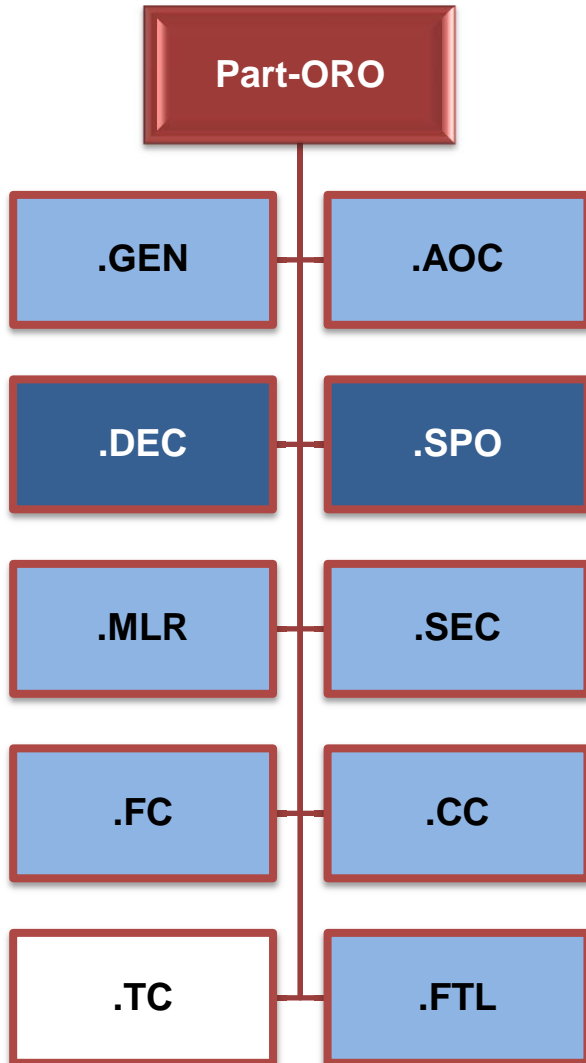 Part-ORO
.GEN
.AOC
.DEC
.SPO
.MLR
.SEC
.FC
.CC
.TC
.FTL